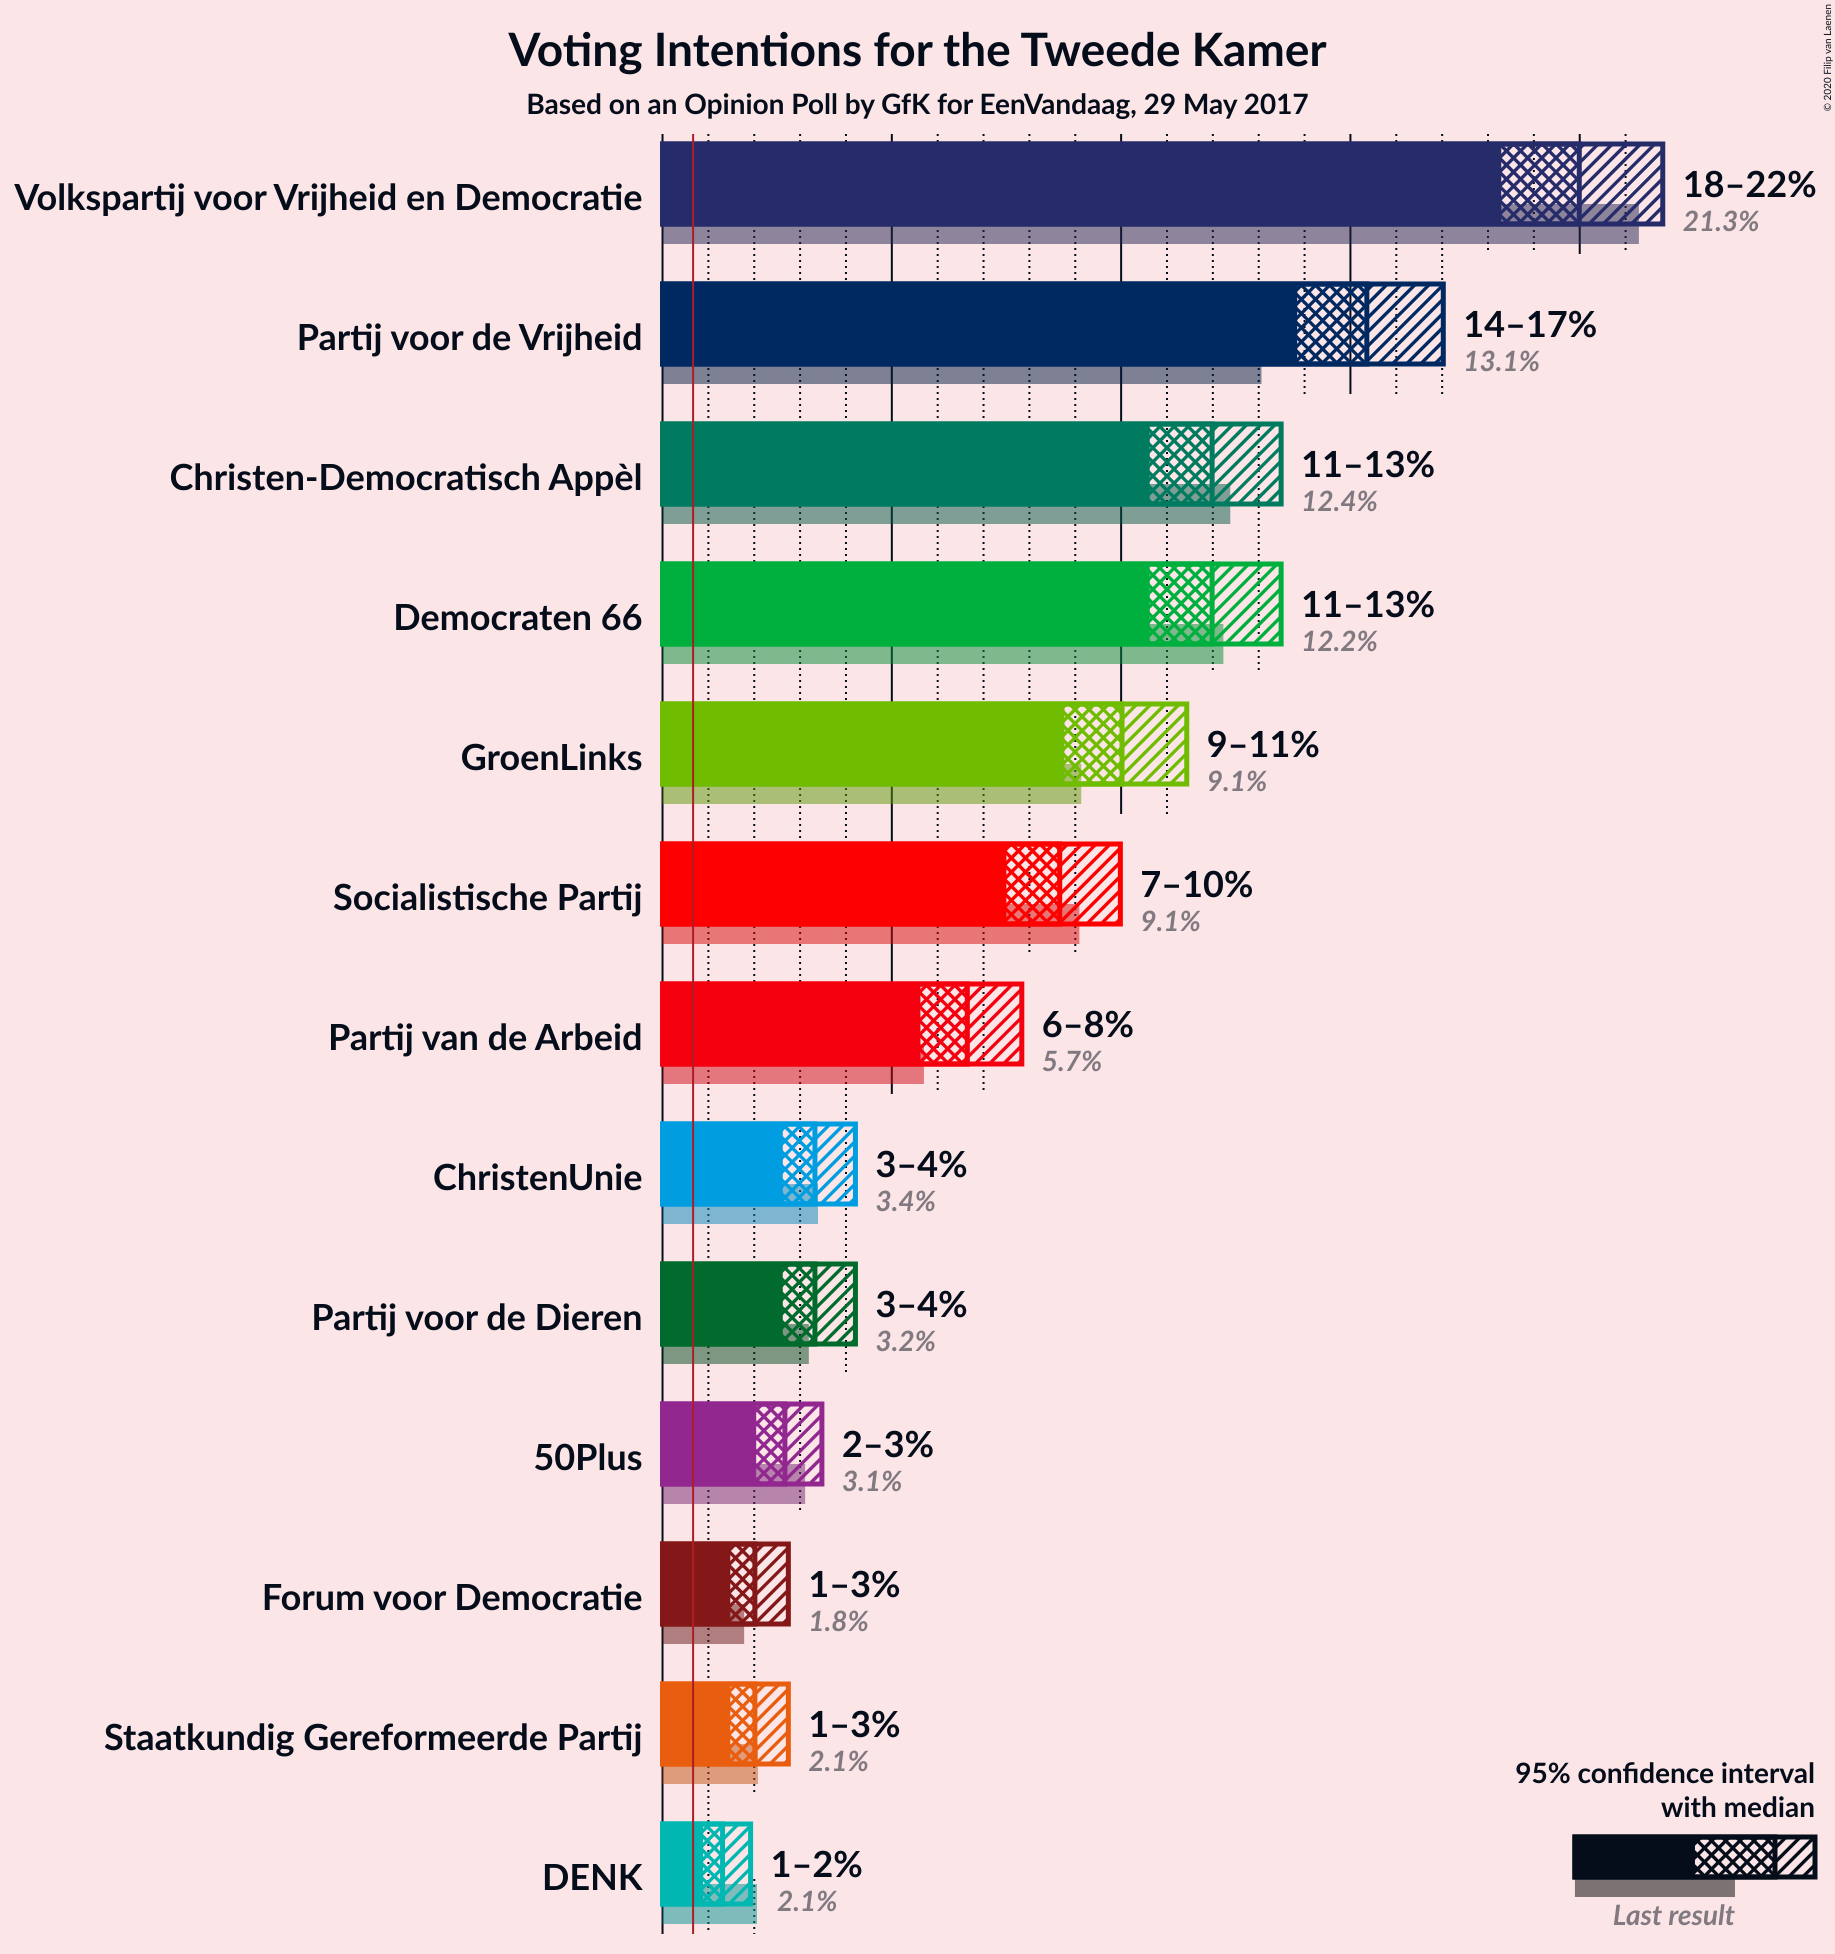 Voting Intentions for the Tweede Kamer
Based on an Opinion Poll by GfK for EenVandaag, 29 May 2017
© 2020 Filip van Laenen
Volkspartij voor Vrijheid en Democratie
18–22%
21.3%
Partij voor de Vrijheid
14–17%
13.1%
Christen-Democratisch Appèl
11–13%
12.4%
Democraten 66
11–13%
12.2%
GroenLinks
9–11%
9.1%
Socialistische Partij
7–10%
9.1%
Partij van de Arbeid
6–8%
5.7%
ChristenUnie
3–4%
3.4%
Partij voor de Dieren
3–4%
3.2%
50Plus
2–3%
3.1%
Forum voor Democratie
1–3%
1.8%
Staatkundig Gereformeerde Partij
1–3%
2.1%
DENK
1–2%
2.1%
95% confidence interval
with median
Last result